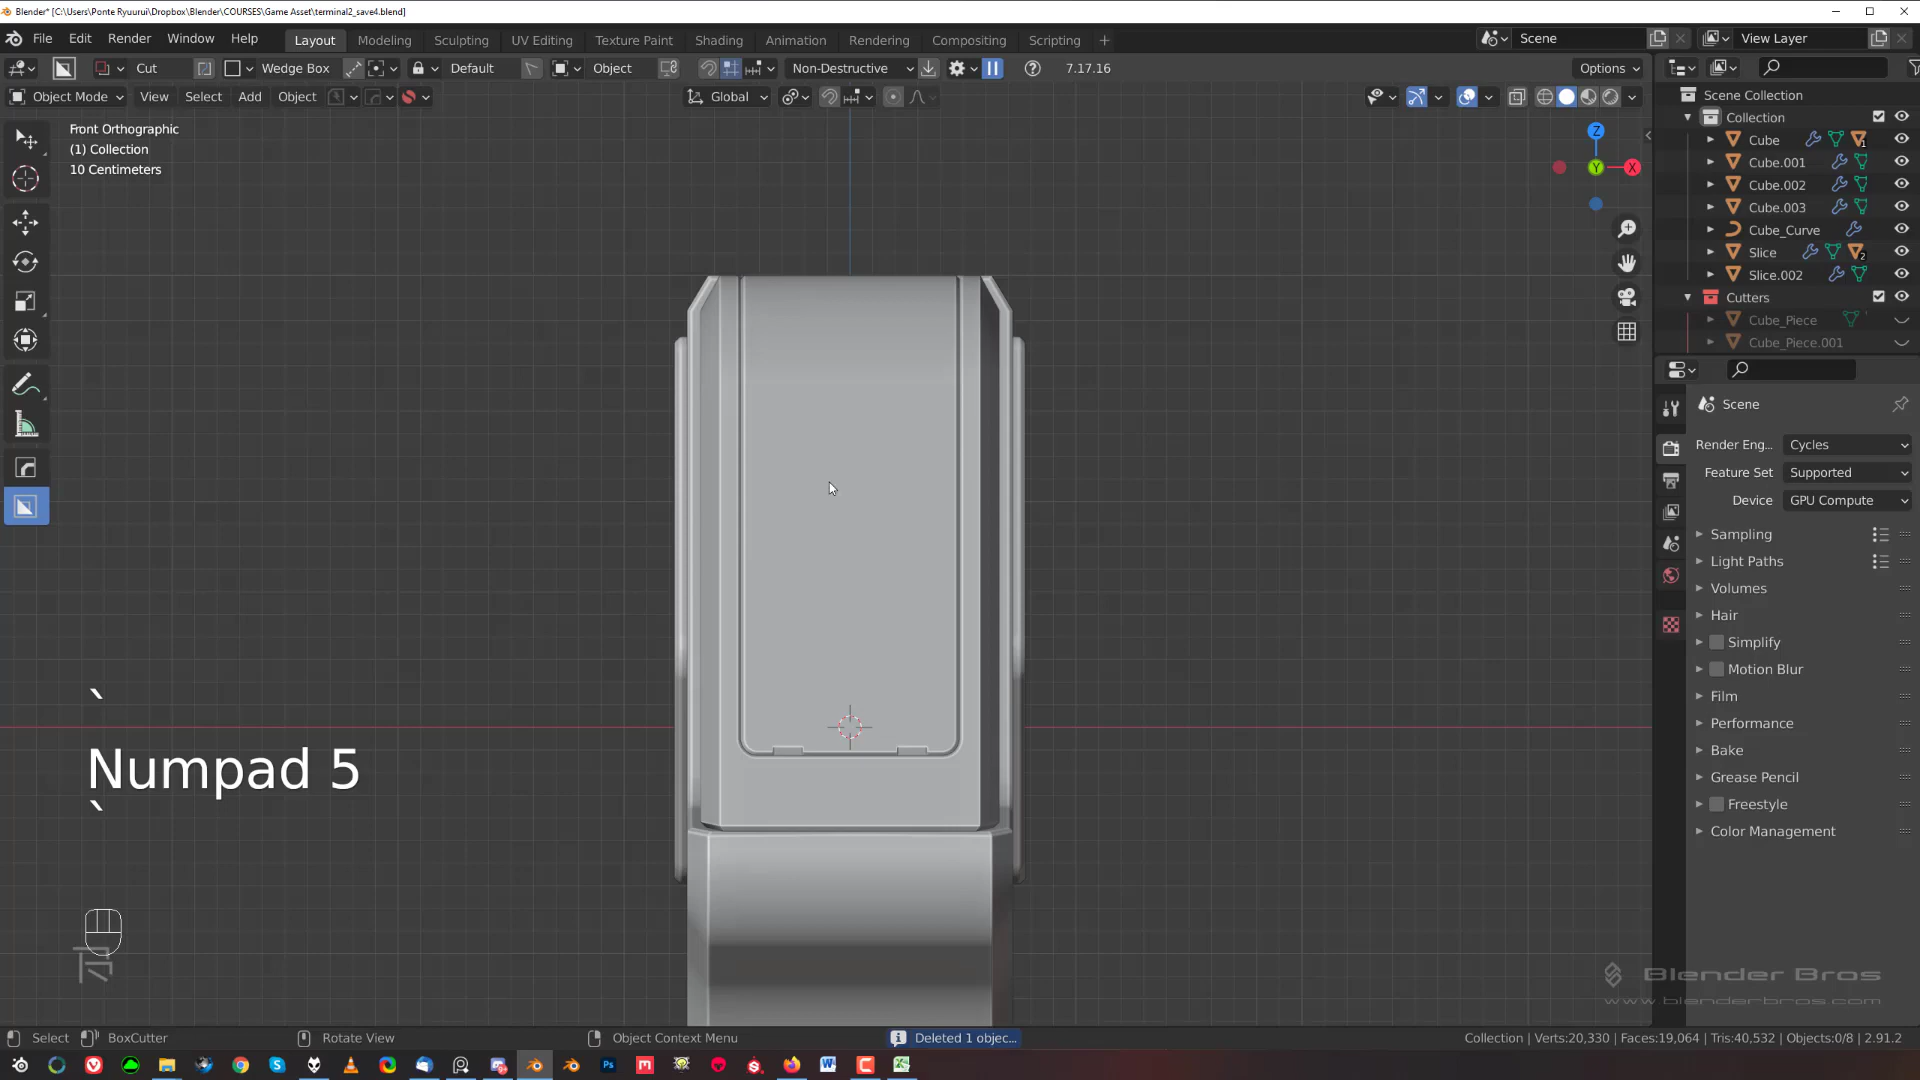 Blender* [C:\Users\Ponte Ryuurui\Dropbox\Blender\COURSES\Game Asset\terminal2_save4.blend]
File Edit Render Window Help Layout Modeling Sculpting UV Editing Texture Paint Shading Animation Rendering Compositing Scripting + Scene View Layer
Cut Wedge Box Default Object Non-Destructive 7.17.16 Options
Object Mode View Select Add Object Global
Front Orthographic
(1) Collection
10 Centimeters
Z
X
Y
Scene Collection
Collection
Cube 1
Cube.001
Cube.002
Cube.003
Cube_Curve
Slice 2
Slice.002
Cutters
Cube_Piece
Cube_Piece.001
Scene
Render Eng... Cycles
Feature Set Supported
Device GPU Compute
Sampling
Light Paths
Volumes
Hair
Simplify
Motion Blur
Film
Performance
Bake
Grease Pencil
Freestyle
Color Management
`
Numpad 5
`
Blender Bros
www.blenderbros.com
Select BoxCutter Rotate View Object Context Menu Deleted 1 objec... Collection | Verts:20,330 | Faces:19,064 | Tris:40,532 | Objects:0/8 | 2.91.2